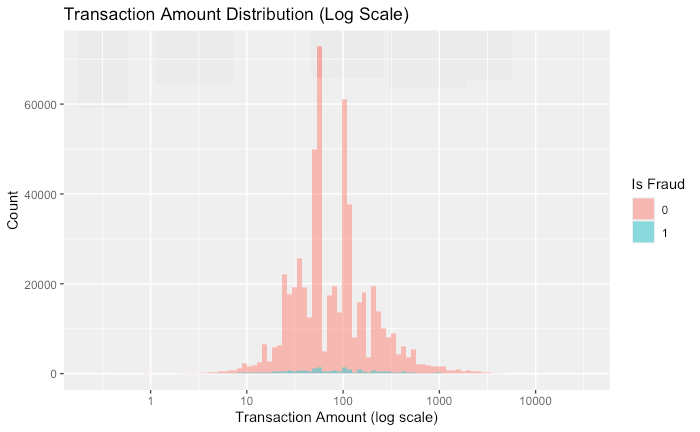 Transaction Amount Distribution (Log Scale)
Count
60000
40000
20000
0
1
10
100
1000
10000
Transaction Amount (log scale)
Is Fraud
0
1